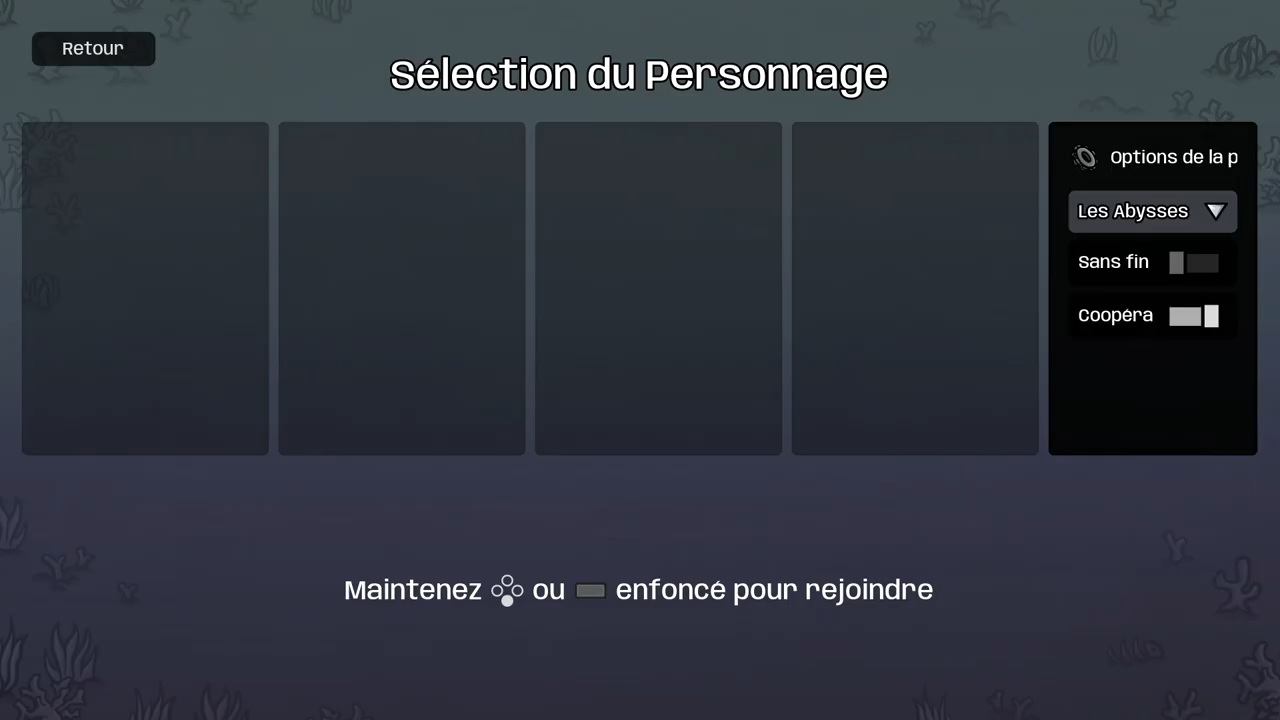 Retour
Sélection du Personnage
Options de la p
Les Abysses
Sans fin
Coopéra
Maintenez ou enfoncé pour rejoindre